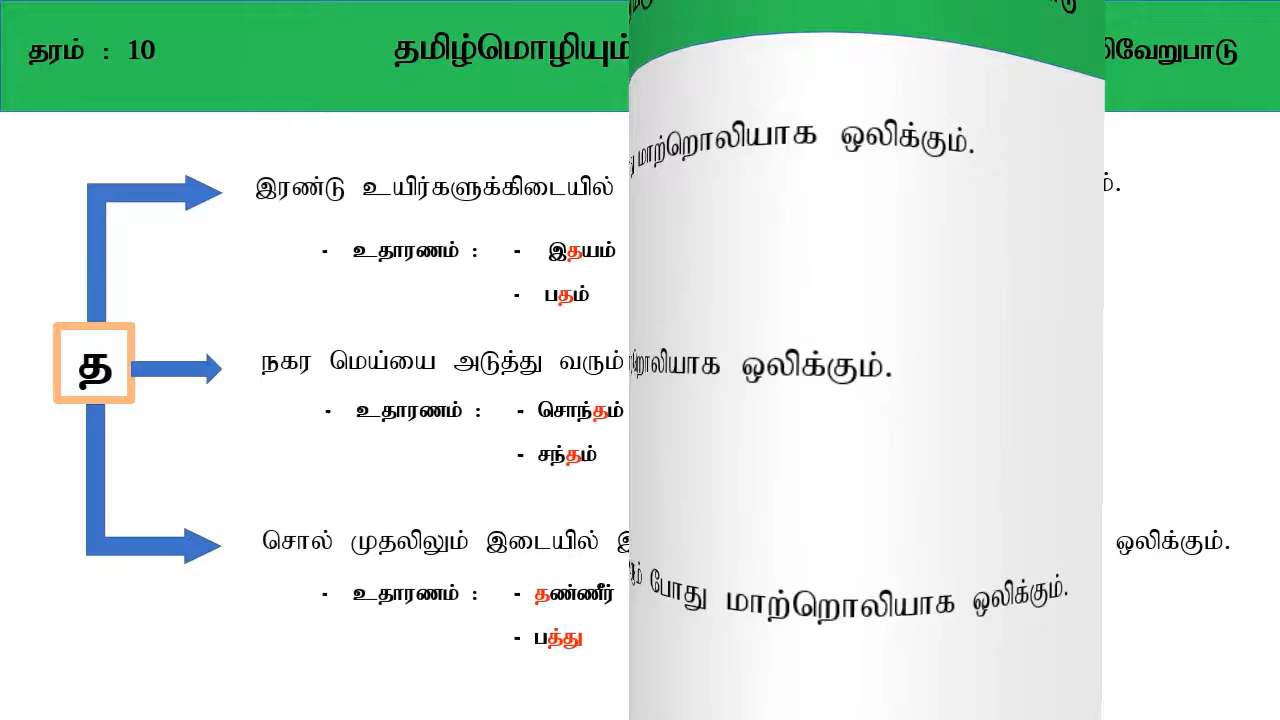 தரம் : 10 தமிழ்மொழியும்
இரண்டு உயிர்களுக்கிடையில் மாற்றொலியாக ஒலிக்கும்.
- உதாரணம் : - இதயம்
- பதம்
த
நகர மெய்யை அடுத்து வரும் ஒலிக்கும்.
- உதாரணம் : - சொந்தம்
- சந்தம்
சொல் முதலிலும் இடையில் போது மாற்றொலியாக ஒலிக்கும். ஒலிக்கும்.
- உதாரணம் : - தண்ணீர்
- பத்து